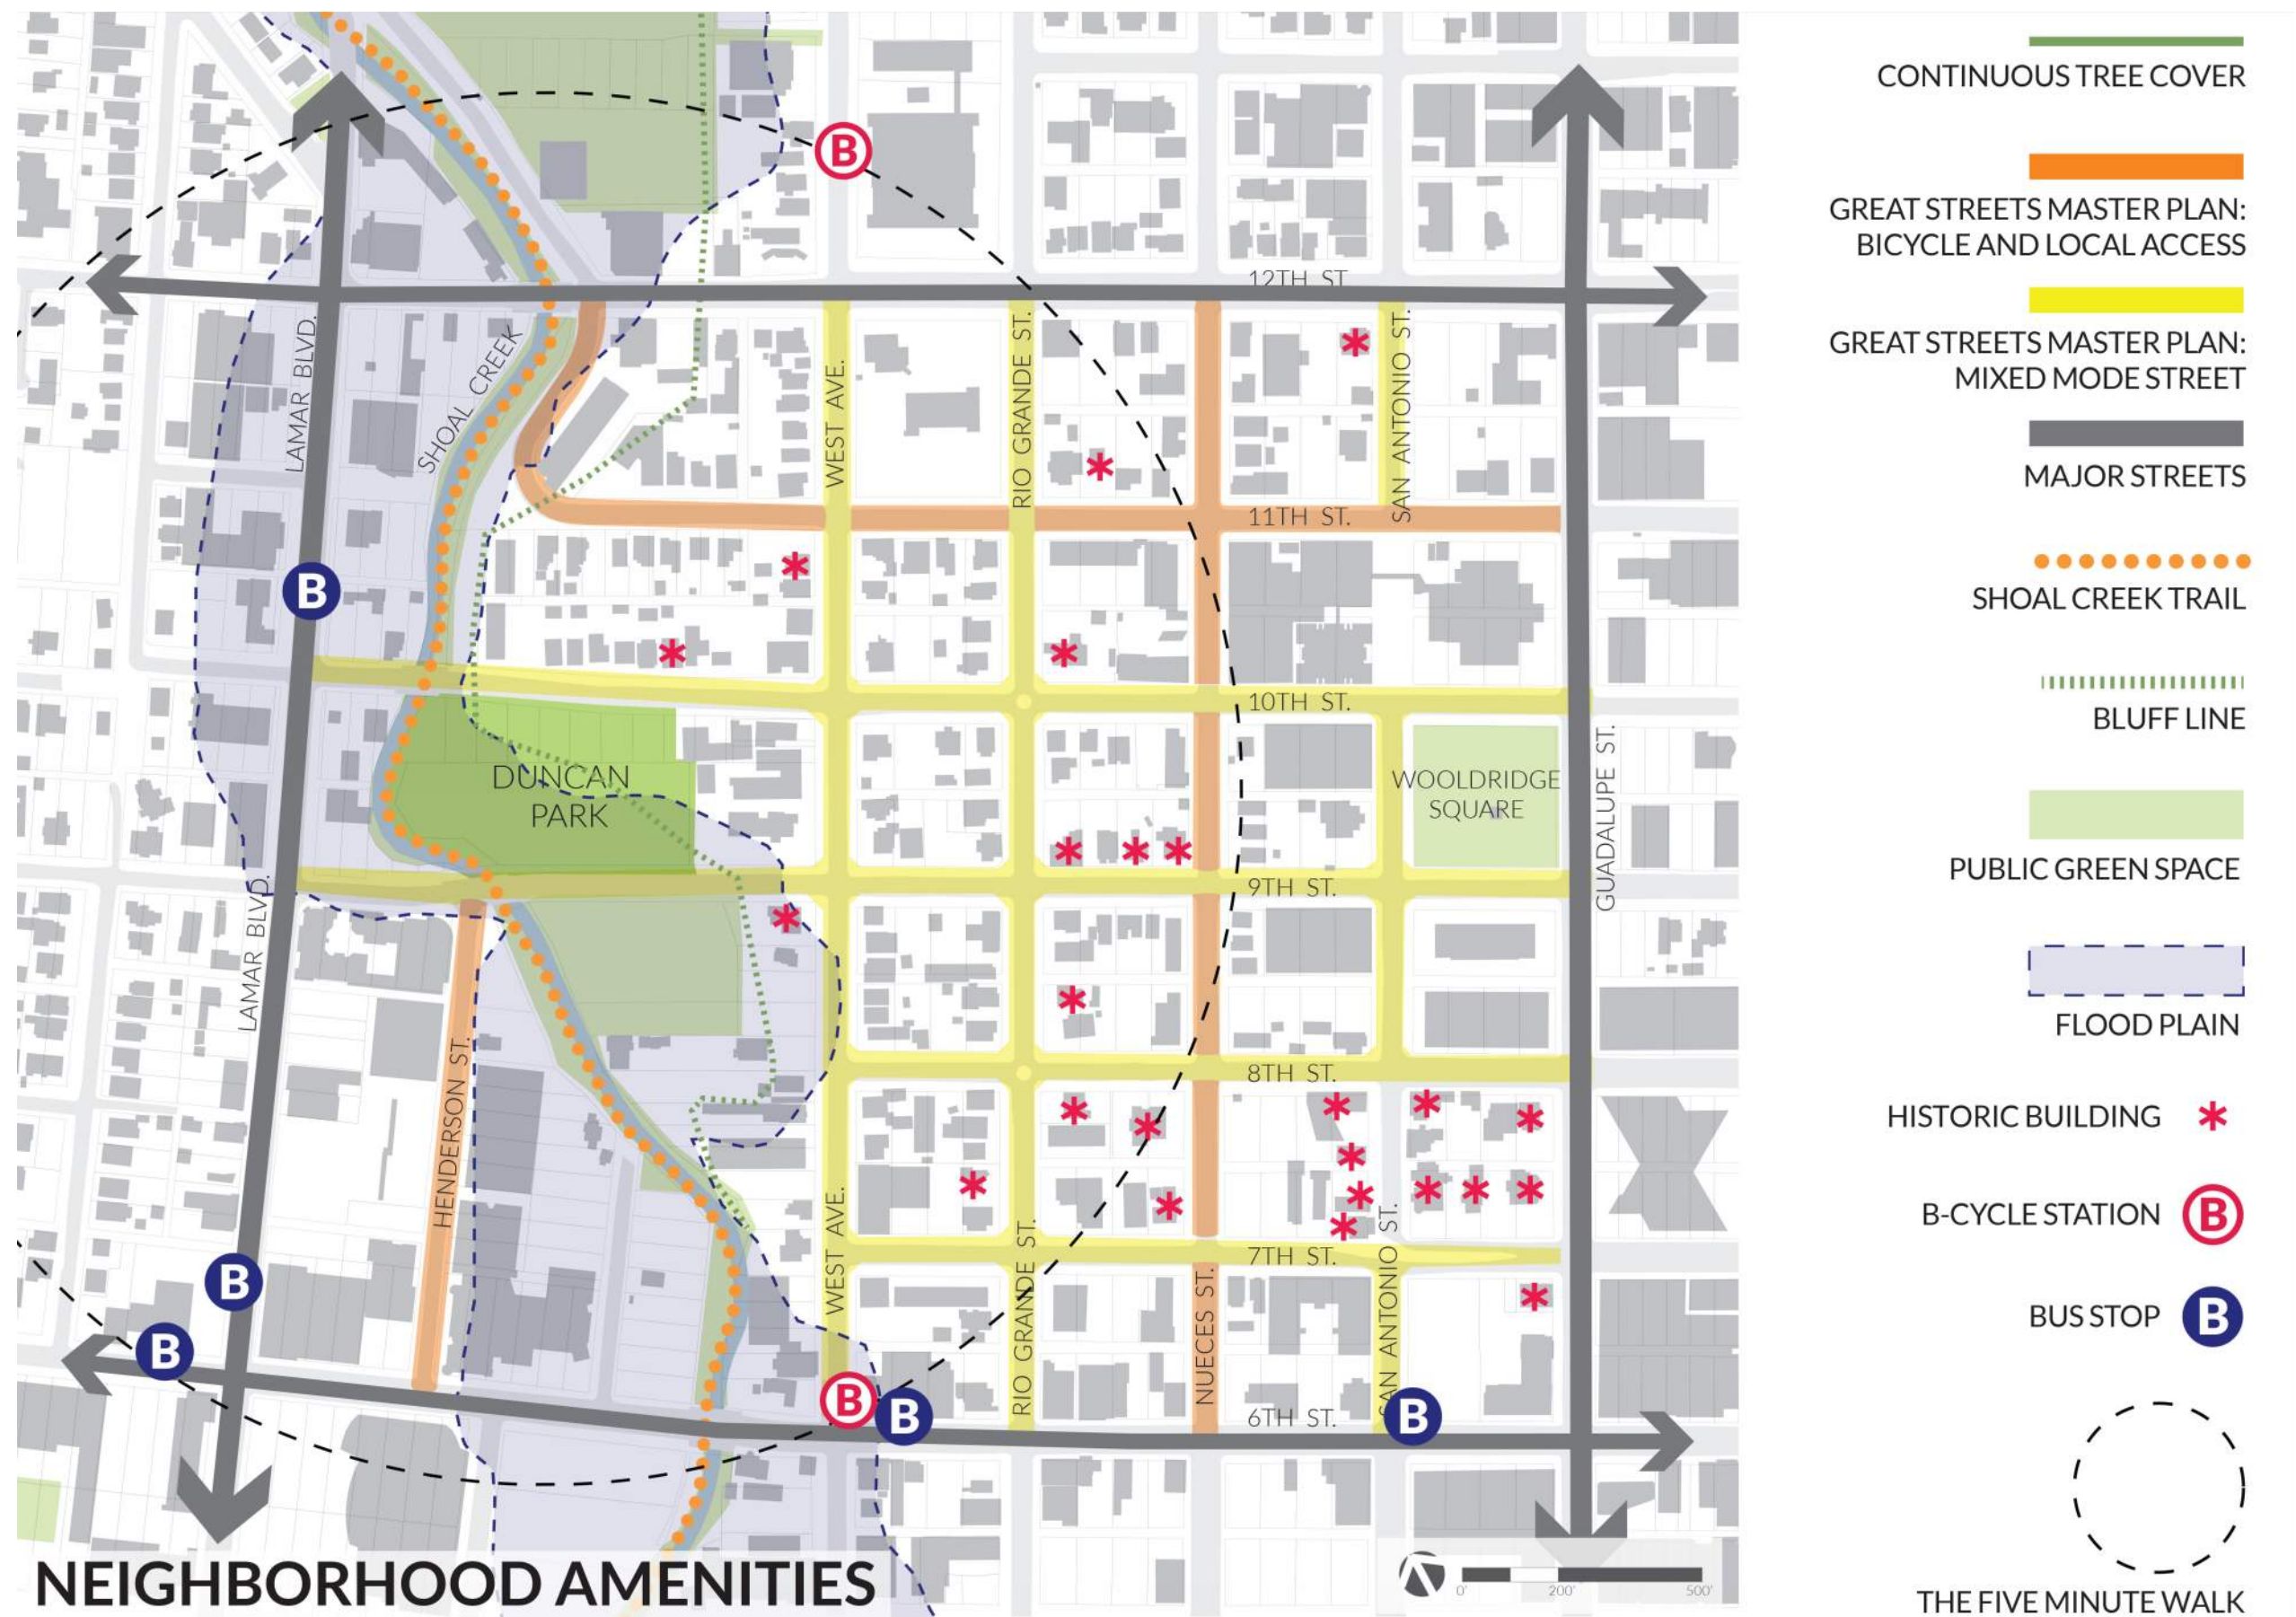 12TH ST
LAMAR BLVD.
SHOAL CREEK
WEST AVE.
RIO GRANDE ST.
SAN ANTONIO ST.
11TH ST.
B
B
10TH ST.
DUNCAN
PARK
WOOLDRIDGE
SQUARE
GUADALUPE ST.
9TH ST.
LAMAR BLVD.
HENDERSON ST.
8TH ST.
WEST AVE.
RIO GRANDE ST.
7TH ST.
NUECES ST.
SAN ANTONIO ST.
B
B
B
B
6TH ST.
B
NEIGHBORHOOD AMENITIES
0'
200'
500'
CONTINUOUS TREE COVER
GREAT STREETS MASTER PLAN:
BICYCLE AND LOCAL ACCESS
GREAT STREETS MASTER PLAN:
MIXED MODE STREET
MAJOR STREETS
SHOAL CREEK TRAIL
BLUFF LINE
PUBLIC GREEN SPACE
FLOOD PLAIN
HISTORIC BUILDING
B-CYCLE STATION B
BUS STOP B
THE FIVE MINUTE WALK